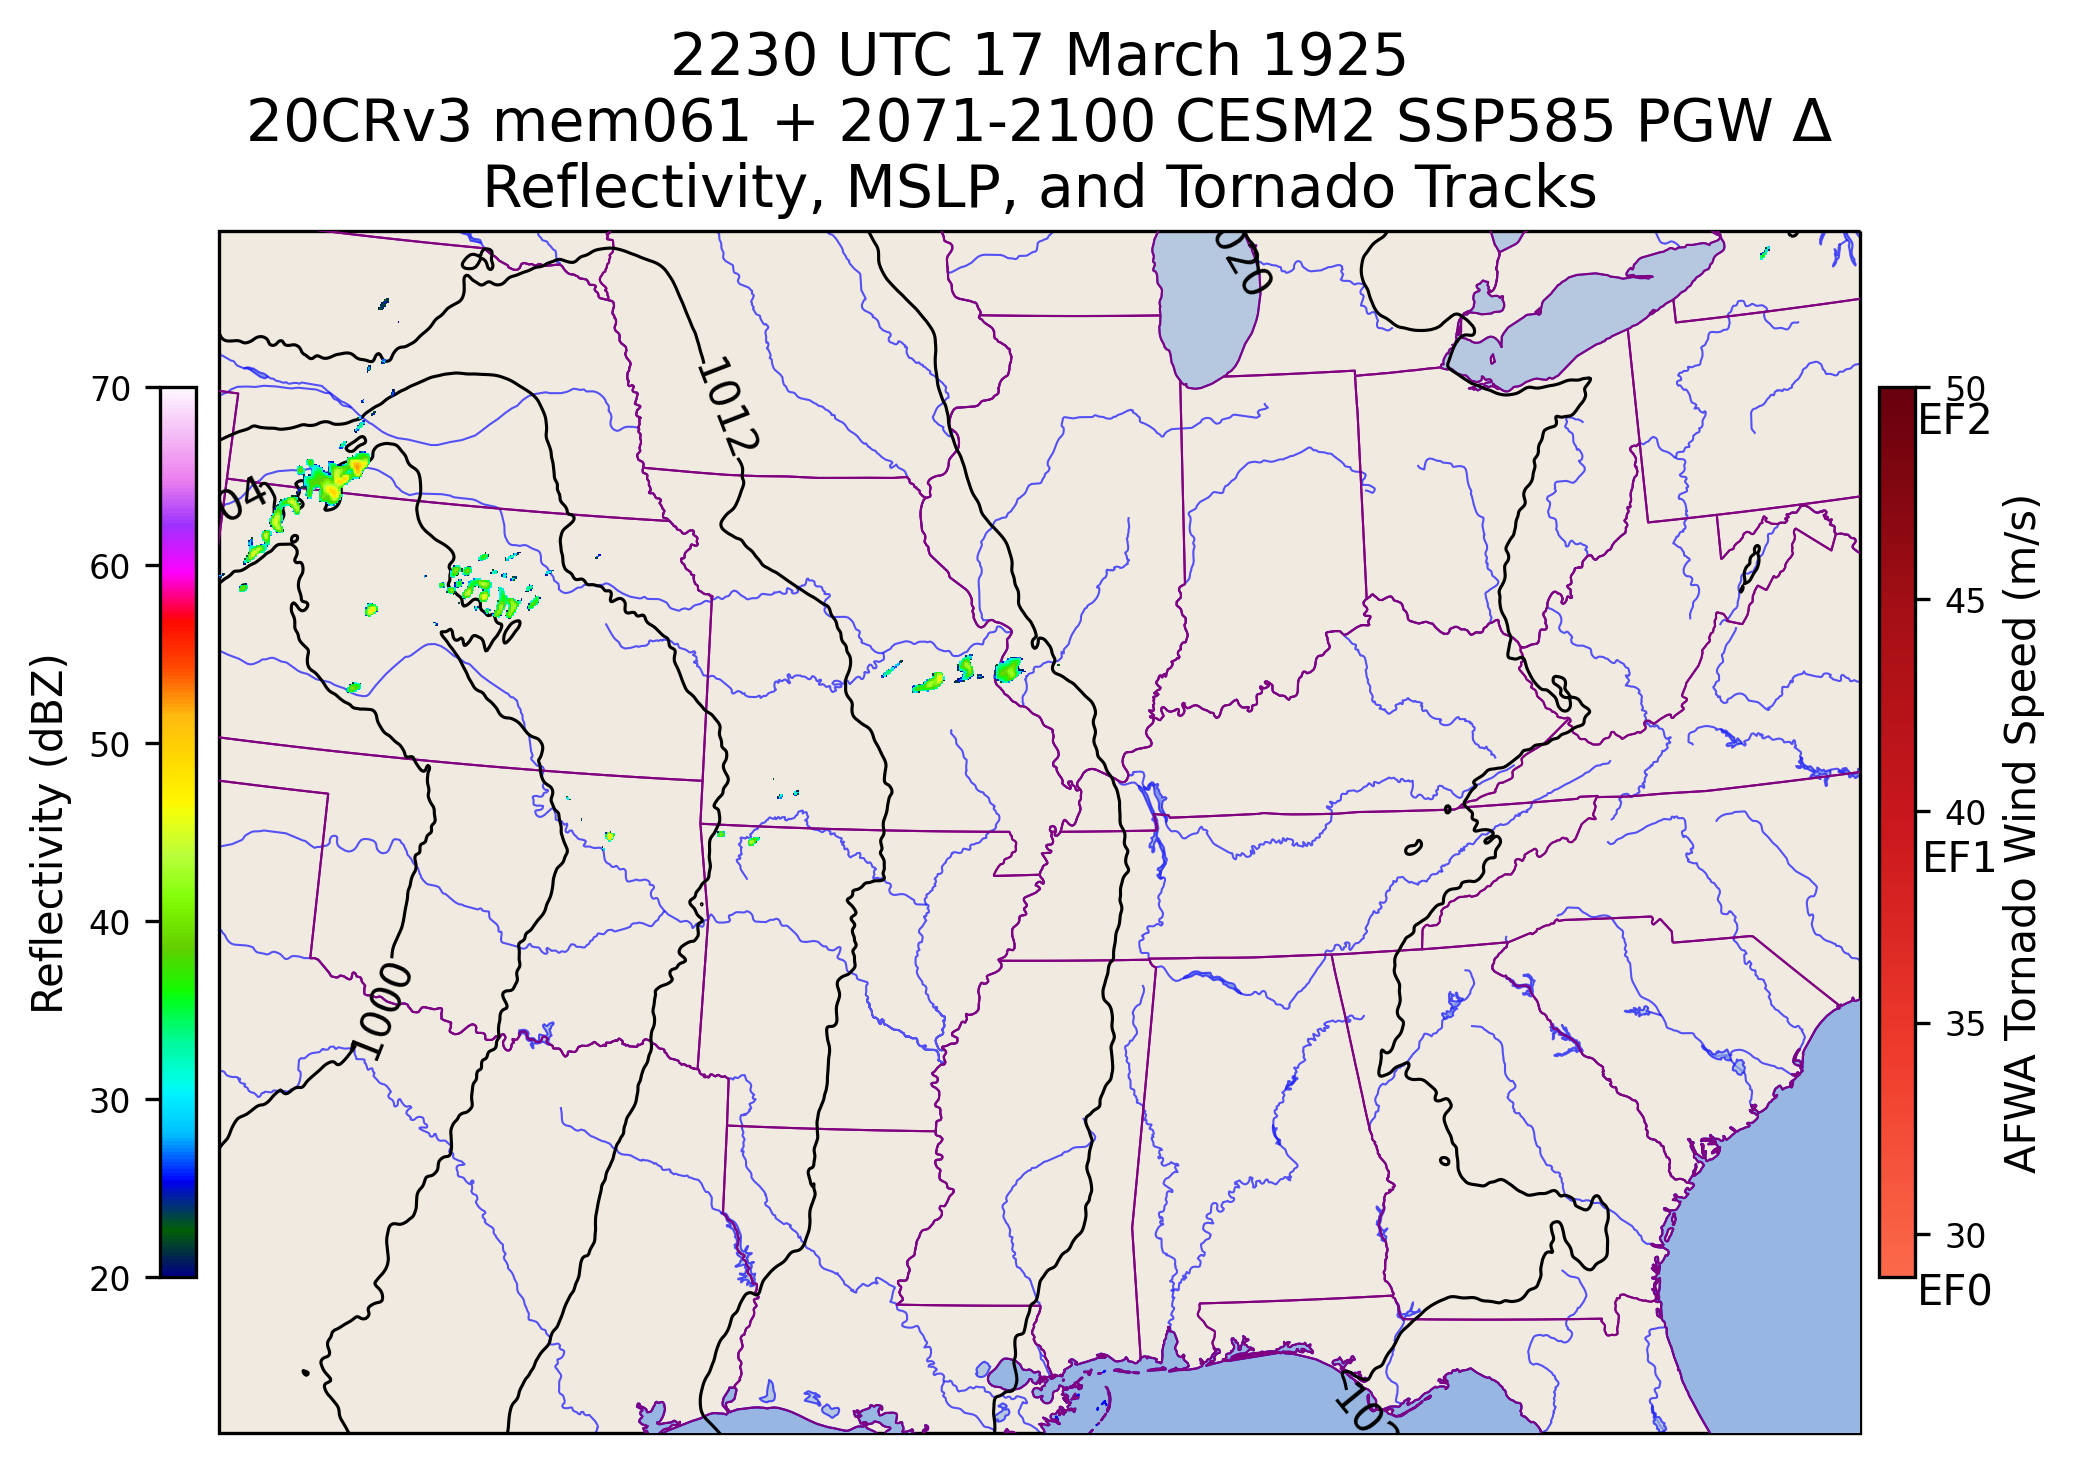 2230 UTC 17 March 1925
20CRv3 mem061 + 2071-2100 CESM2 SSP585 PGW Δ
Reflectivity, MSLP, and Tornado Tracks
020
1012
04
1000
10
70
60
50
40
30
20
Reflectivity (dBZ)
50
EF2
45
40
EF1
35
30
EF0
AFWA Tornado Wind Speed (m/s)